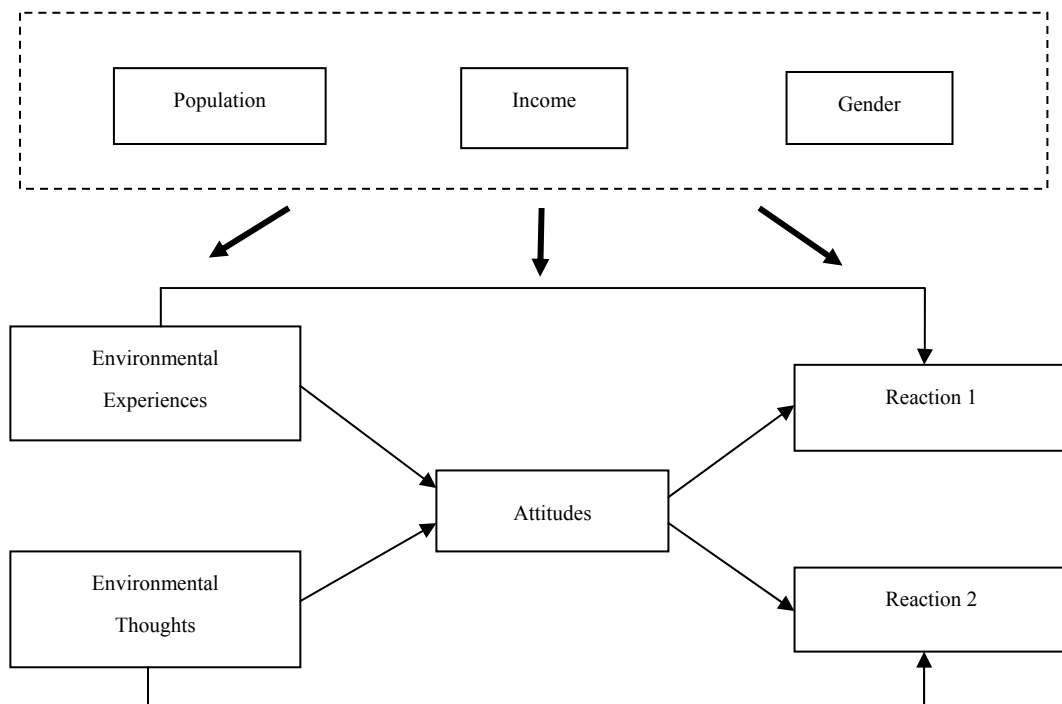 Population
Income
Gender
Environmental
Experiences
Reaction 1
Attitudes
Environmental
Thoughts
Reaction 2